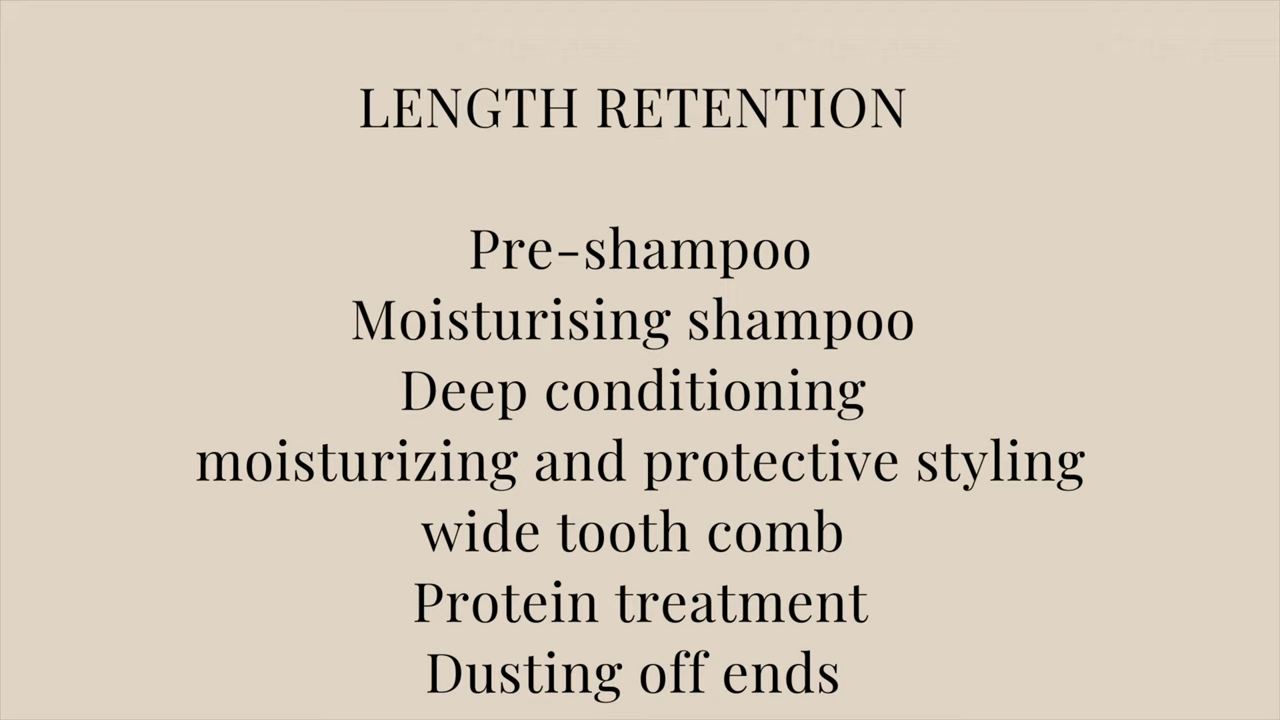 LENGTH RETENTION
Pre-shampoo
Moisturising shampoo
Deep conditioning
moisturizing and protective styling
wide tooth comb
Protein treatment
Dusting off ends